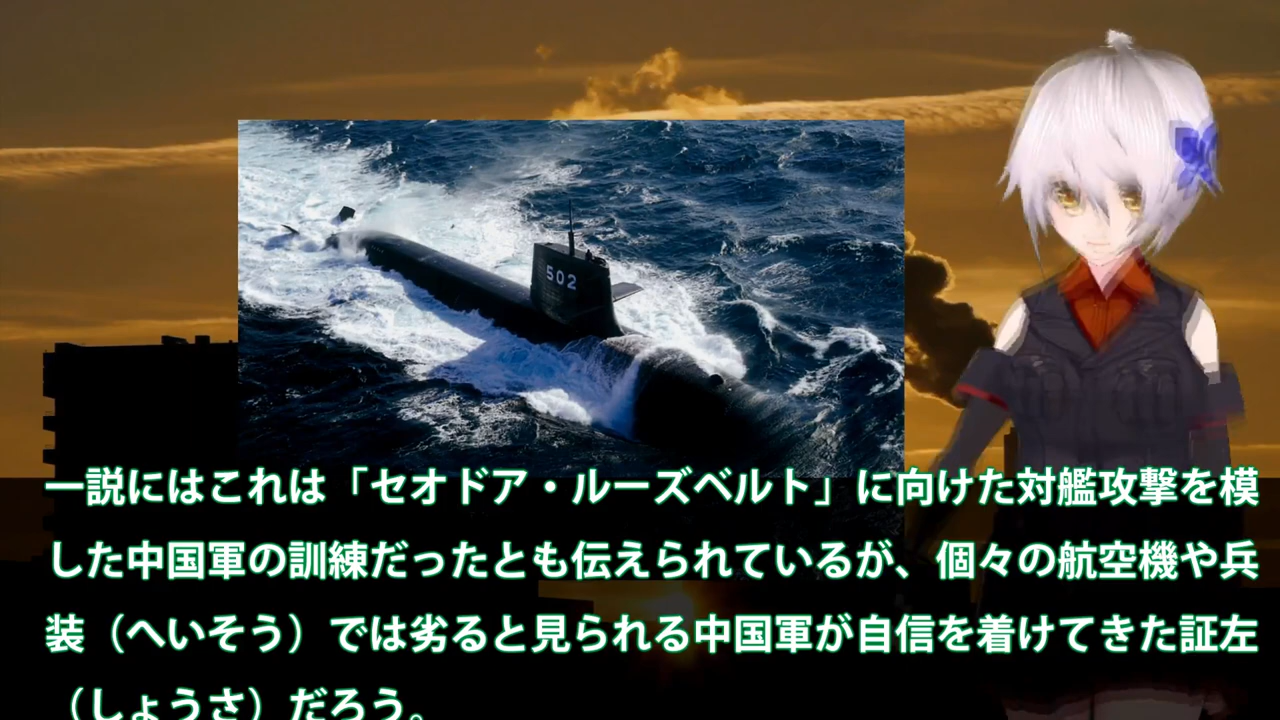 502
一説にはこれは「セオドア・ルーズベルト」に向けた対艦攻撃を模
した中国軍の訓練だったとも伝えられているが、個々の航空機や兵
装（へいそう）では劣ると見られる中国軍が自信を着けてきた証左
（しょうさ）だろう。